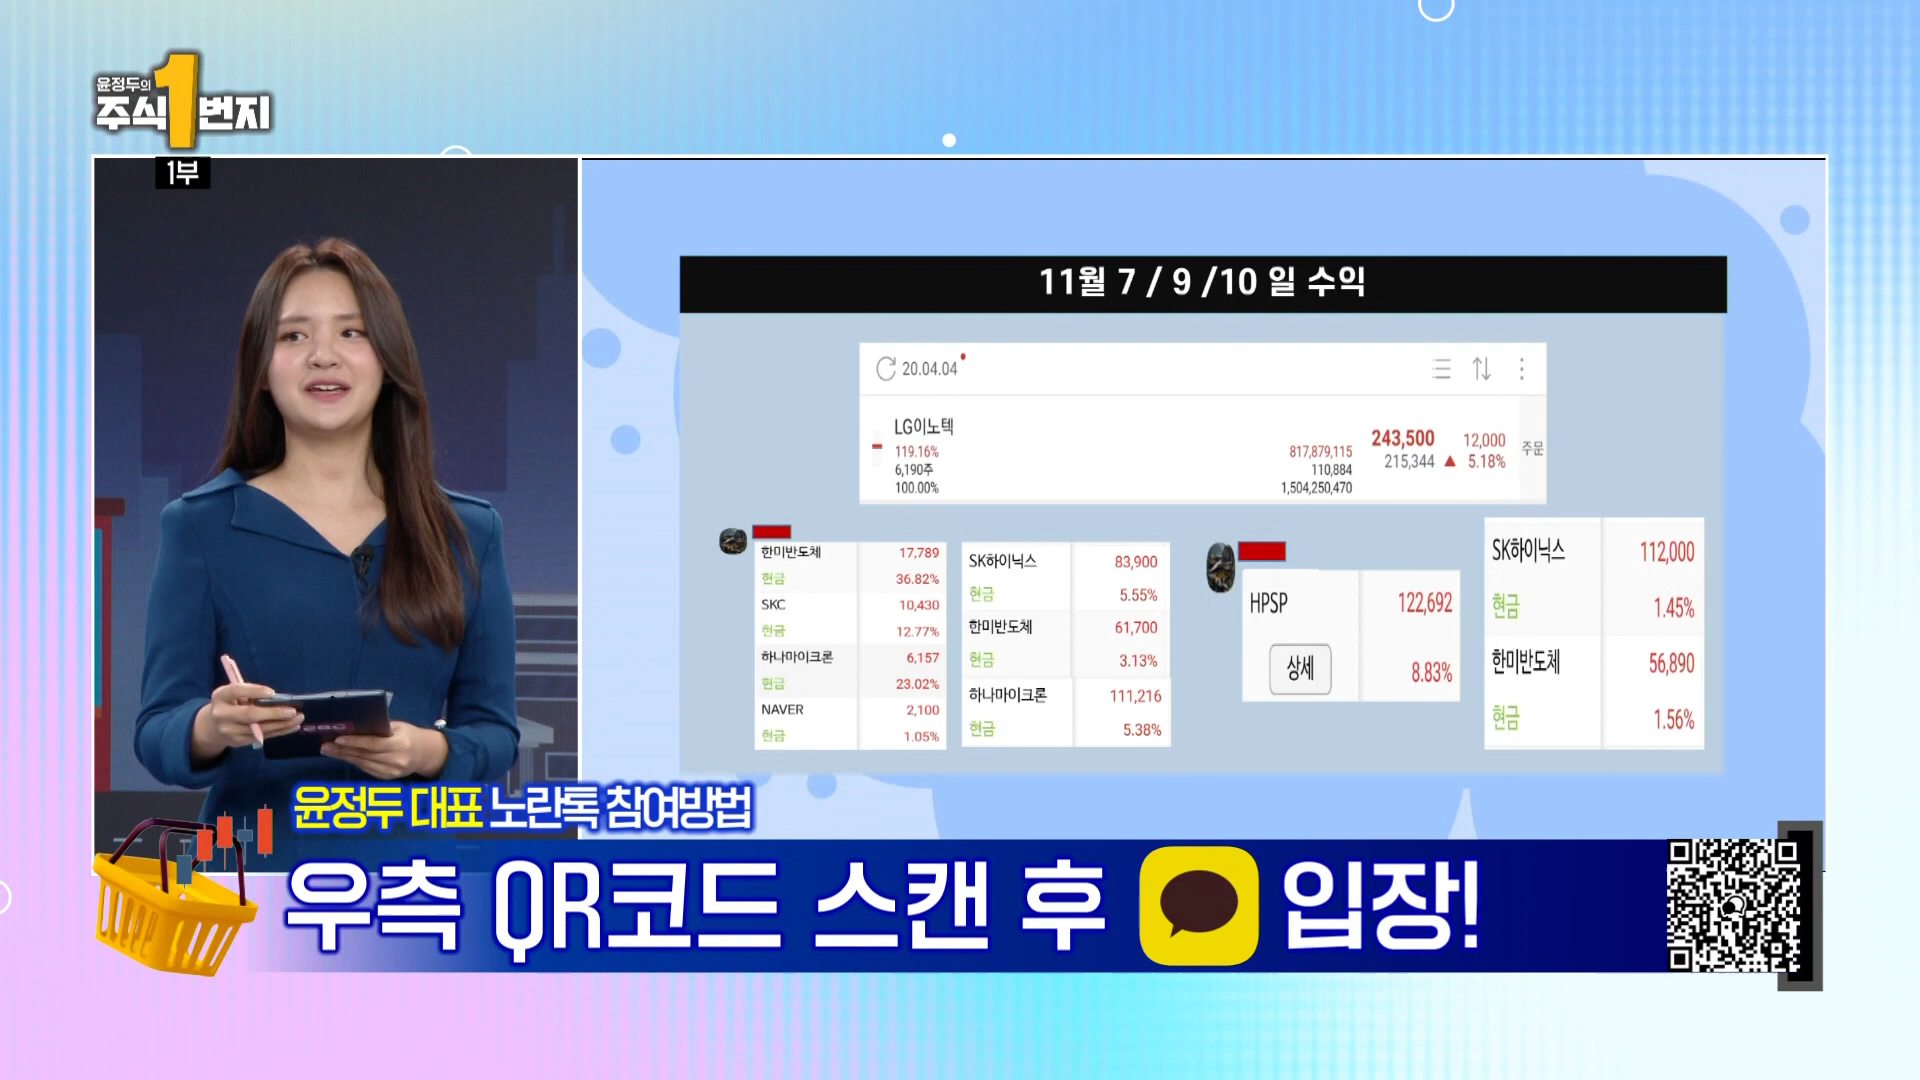 윤정두의
주식1번지
1부
11월 7 / 9 /10 일 수익
20.04.04
LG이노텍
119.16%
6,190주
100.00%
817,879,115
110,884
1,504,250,470
243,500
215,344
12,000
▲ 5.18%
주문
한미반도체 17,789
현금 36.82%
SKC 10,430
현금 12.77%
하나마이크론 6,157
현금 23.02%
NAVER 2,100
현금 1.05%
SK하이닉스 83,900
현금 5.55%
한미반도체 61,700
현금 3.13%
하나마이크론 111,216
현금 5.38%
HPSP 122,692
상세 8.83%
SK하이닉스 112,000
현금 1.45%
한미반도체 56,890
현금 1.56%
윤정두 대표 노란톡 참여방법
우측 QR코드 스캔 후 입장!